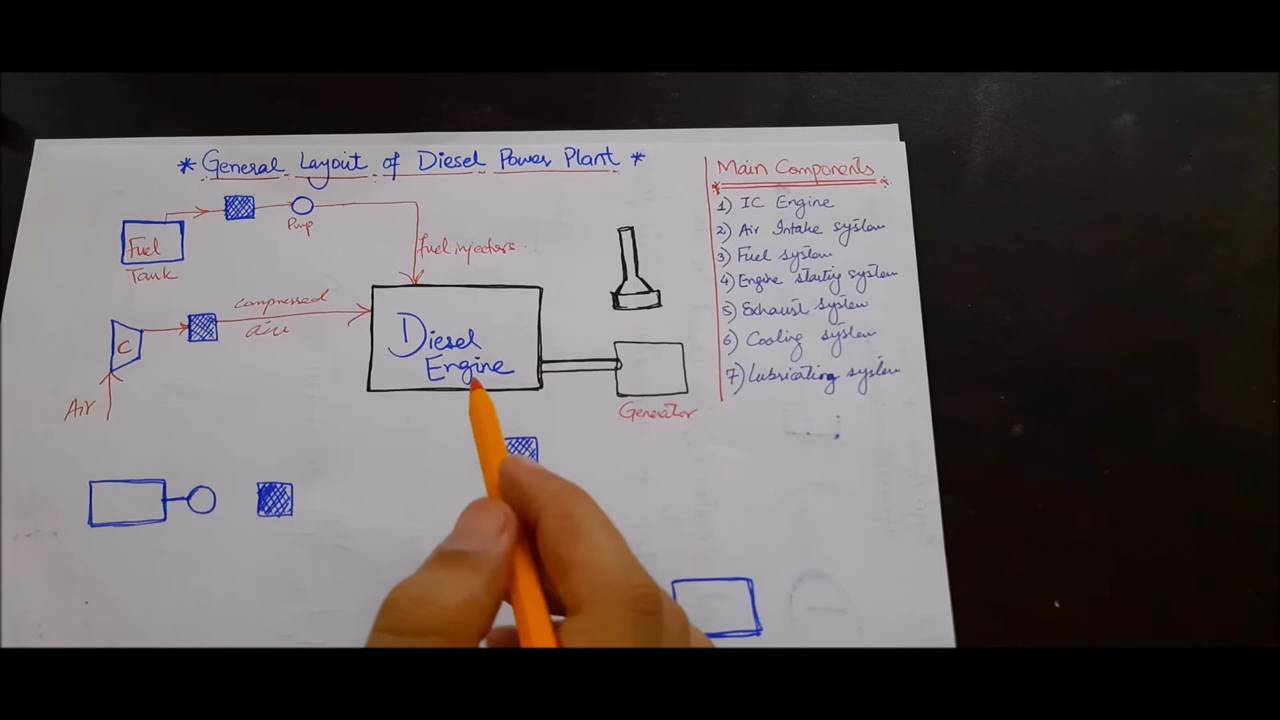 * General Layout of Diesel Power Plant *
Fuel
Tank
Pump
fuel injectors.
compressed
air
C
Air
Diesel
Engine
Generator
Main Components
1) IC Engine
2) Air Intake system
3) Fuel system
4) Engine starting system
5) Exhaust system
6) Cooling system
7) Lubricating system